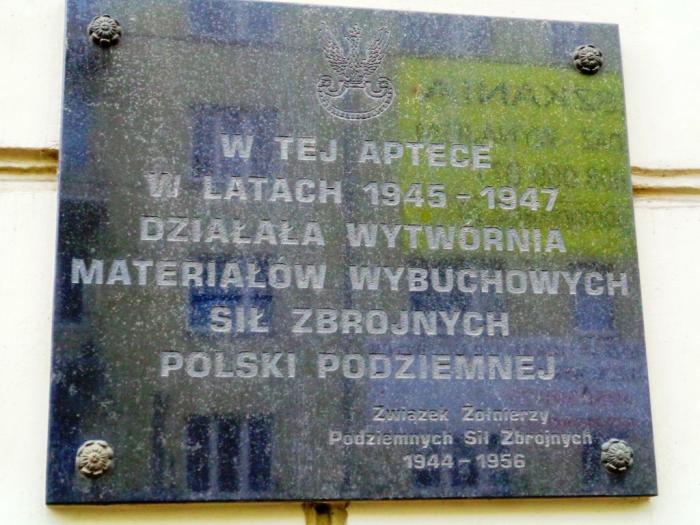 W TEJ APTECE
W LATACH 1945-1947
DZIAŁAŁA WYTWÓRNIA
MATERIAŁÓW WYBUCHOWYCH
SIŁ ZBROJNYCH
POLSKI PODZIEMNEJ
Związek Żołnierzy
Podziemnych Sił Zbrojnych
1944-1956